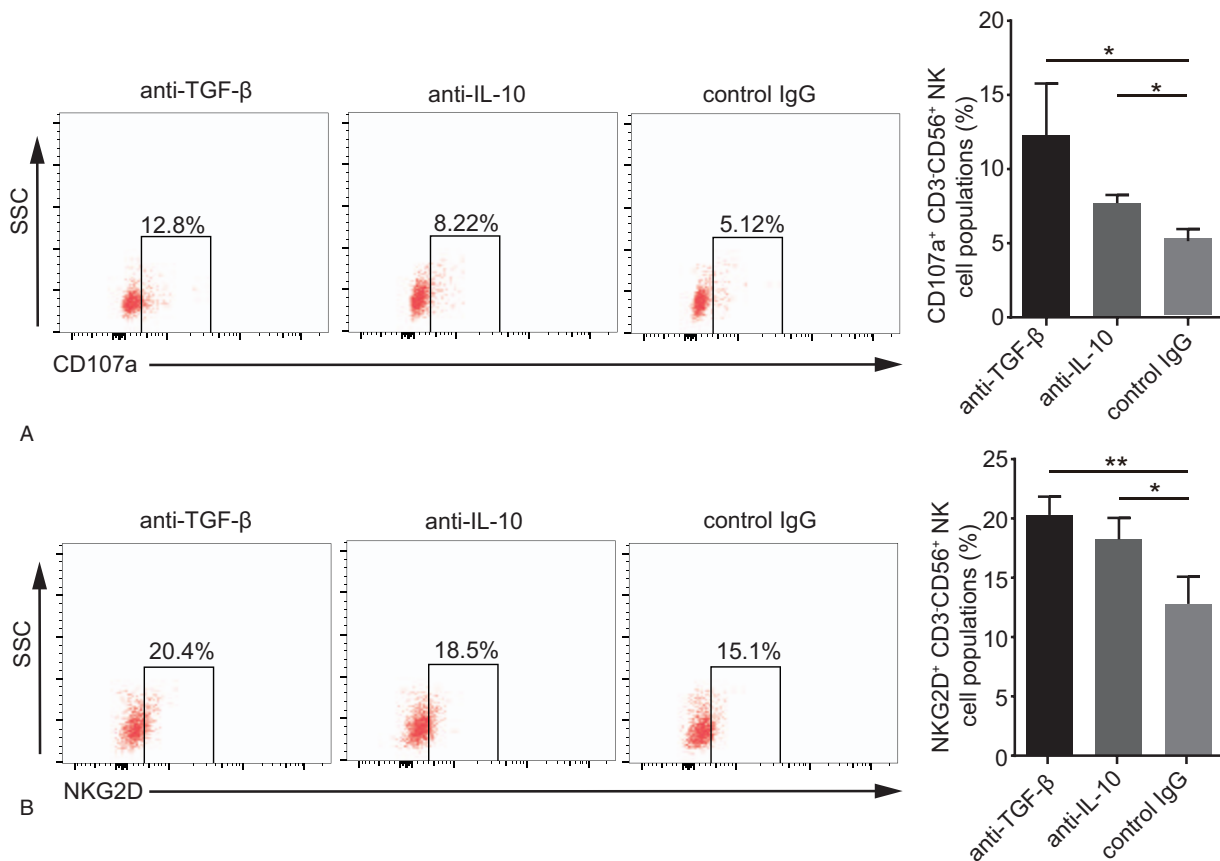 anti-TGF-β
anti-IL-10
control IgG
SSC
12.8%
8.22%
5.12%
CD107a
CD107a⁺ CD3⁻CD56⁺ NK
cell populations (%)
20
15
10
5
0
*
*
anti-TGF-β
anti-IL-10
control IgG
A
anti-TGF-β
anti-IL-10
control IgG
SSC
20.4%
18.5%
15.1%
NKG2D
NKG2D⁺ CD3⁻CD56⁺ NK
cell populations (%)
25
20
15
10
5
0
**
*
anti-TGF-β
anti-IL-10
control IgG
B